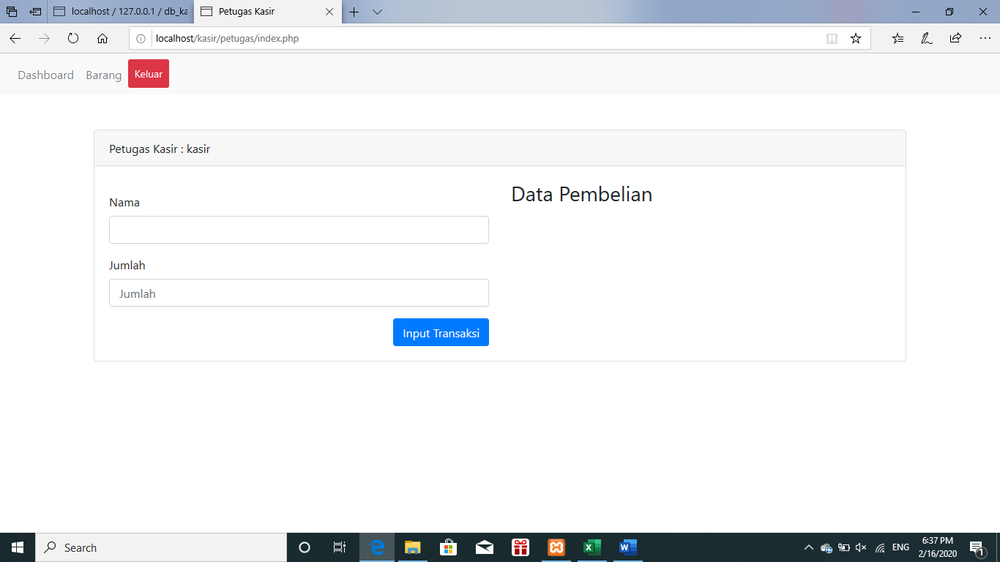 localhost / 127.0.0.1 / db_ka
Petugas Kasir
localhost/kasir/petugas/index.php
Dashboard
Barang
Keluar
Petugas Kasir : kasir
Nama
Data Pembelian
Jumlah
Jumlah
Input Transaksi
Search
ENG
6:37 PM
2/16/2020
1